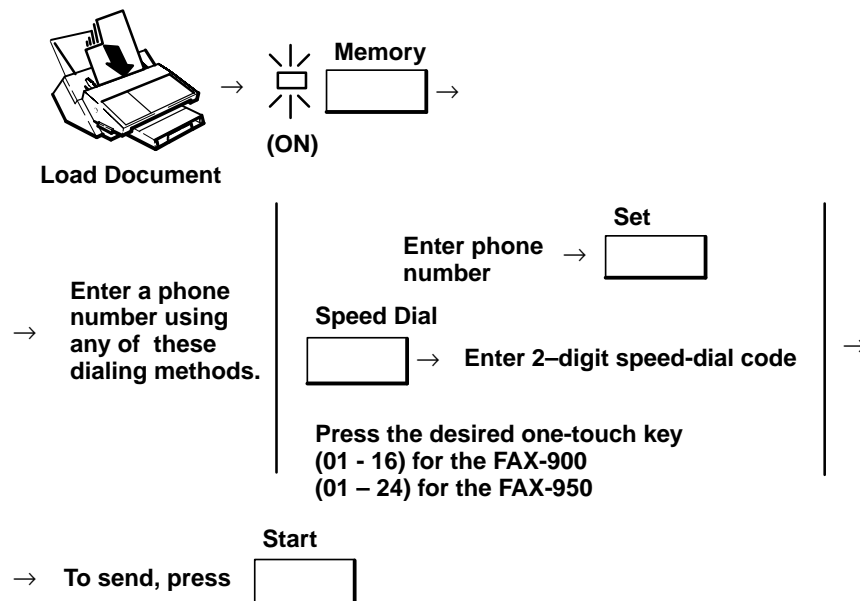 Memory
→ →
(ON)
Load Document
Set
Enter phone
number →
→ Enter a phone
number using
any of these
dialing methods.
Speed Dial
→ Enter 2–digit speed-dial code →
Press the desired one-touch key
(01 - 16) for the FAX-900
(01 – 24) for the FAX-950
Start
→ To send, press